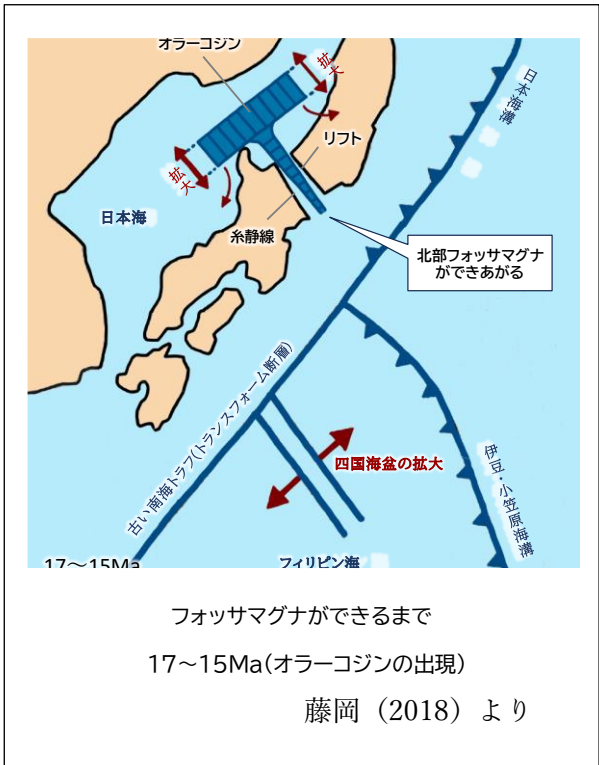 オラーコジン
拡大
日本海溝
リフト
拡大
日本海
糸静線
北部フォッサマグナ
ができあがる
古い南海トラフ(トランスフォーム断層)
四国海盆の拡大
伊豆・小笠原海溝
17～15Ma
フィリピン海
フォッサマグナができるまで
17～15Ma(オラーコジンの出現)
藤岡（2018）より